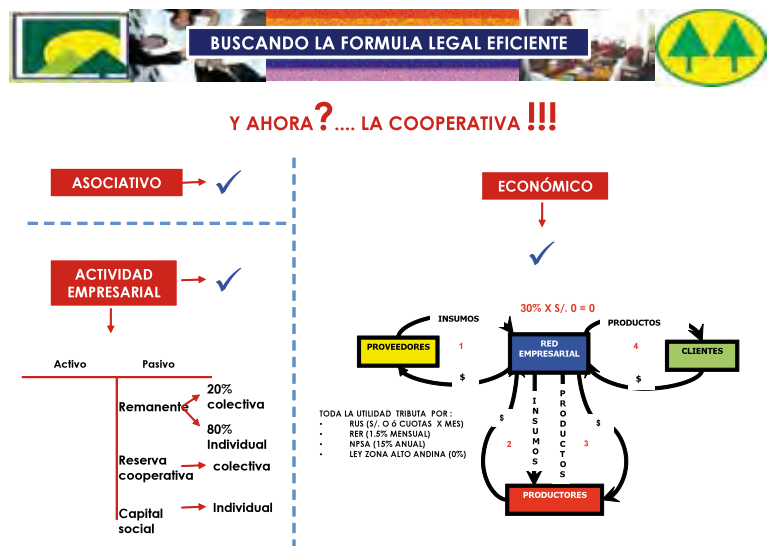 BUSCANDO LA FORMULA LEGAL EFICIENTE
Y AHORA?.... LA COOPERATIVA !!!
ASOCIATIVO
ACTIVIDAD
EMPRESARIAL
Activo
Pasivo
Remanente
20%
colectiva
80%
Individual
Reserva
cooperativa
colectiva
Capital
social
Individual
ECONÓMICO
30% X S/. 0 = 0
INSUMOS
PRODUCTOS
PROVEEDORES
1
RED
EMPRESARIAL
4
CLIENTES
$
$
TODA LA UTILIDAD TRIBUTA POR :
• RUS (S/. O ó CUOTAS X MES)
• RER (1.5% MENSUAL)
• NPSA (15% ANUAL)
• LEY ZONA ALTO ANDINA (0%)
$
2
INSUMOS
PRODUCTOS
$
3
PRODUCTORES